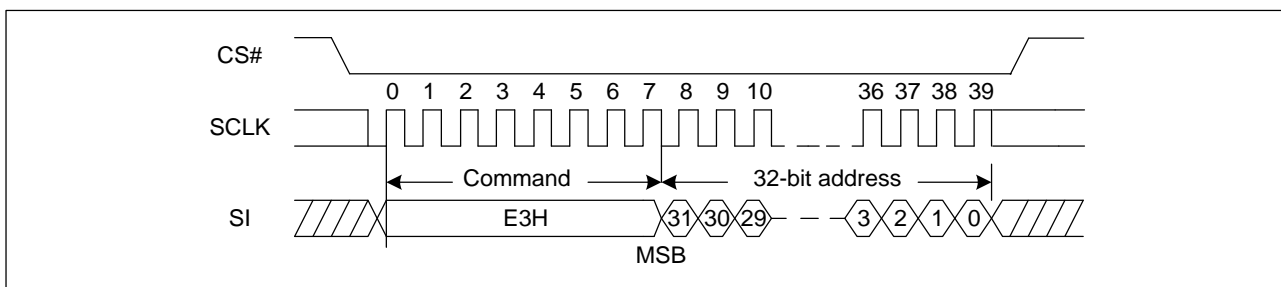 CS#
0 1 2 3 4 5 6 7 8 9 10 36 37 38 39
SCLK
Command 32-bit address
SI E3H 31 30 29 3 2 1 0
MSB